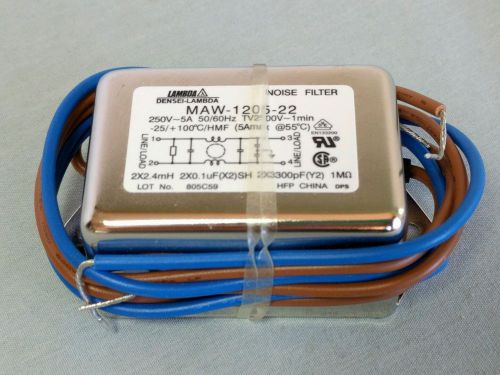 LAMBDA
DENSEI-LAMBDA
NOISE FILTER
MAW-1205-22
250V~5A 50/60Hz TV2500V-1min
-25/+100°C/HMF (5Amax @55°C)
EN133200
LINE/LOAD
1
2
3
4
LINE/LOAD
2X2.4mH 2X0.1uF(X2)SH 2X3300pF(Y2) 1MΩ
LOT No. 805C59 HFP CHINA DPS